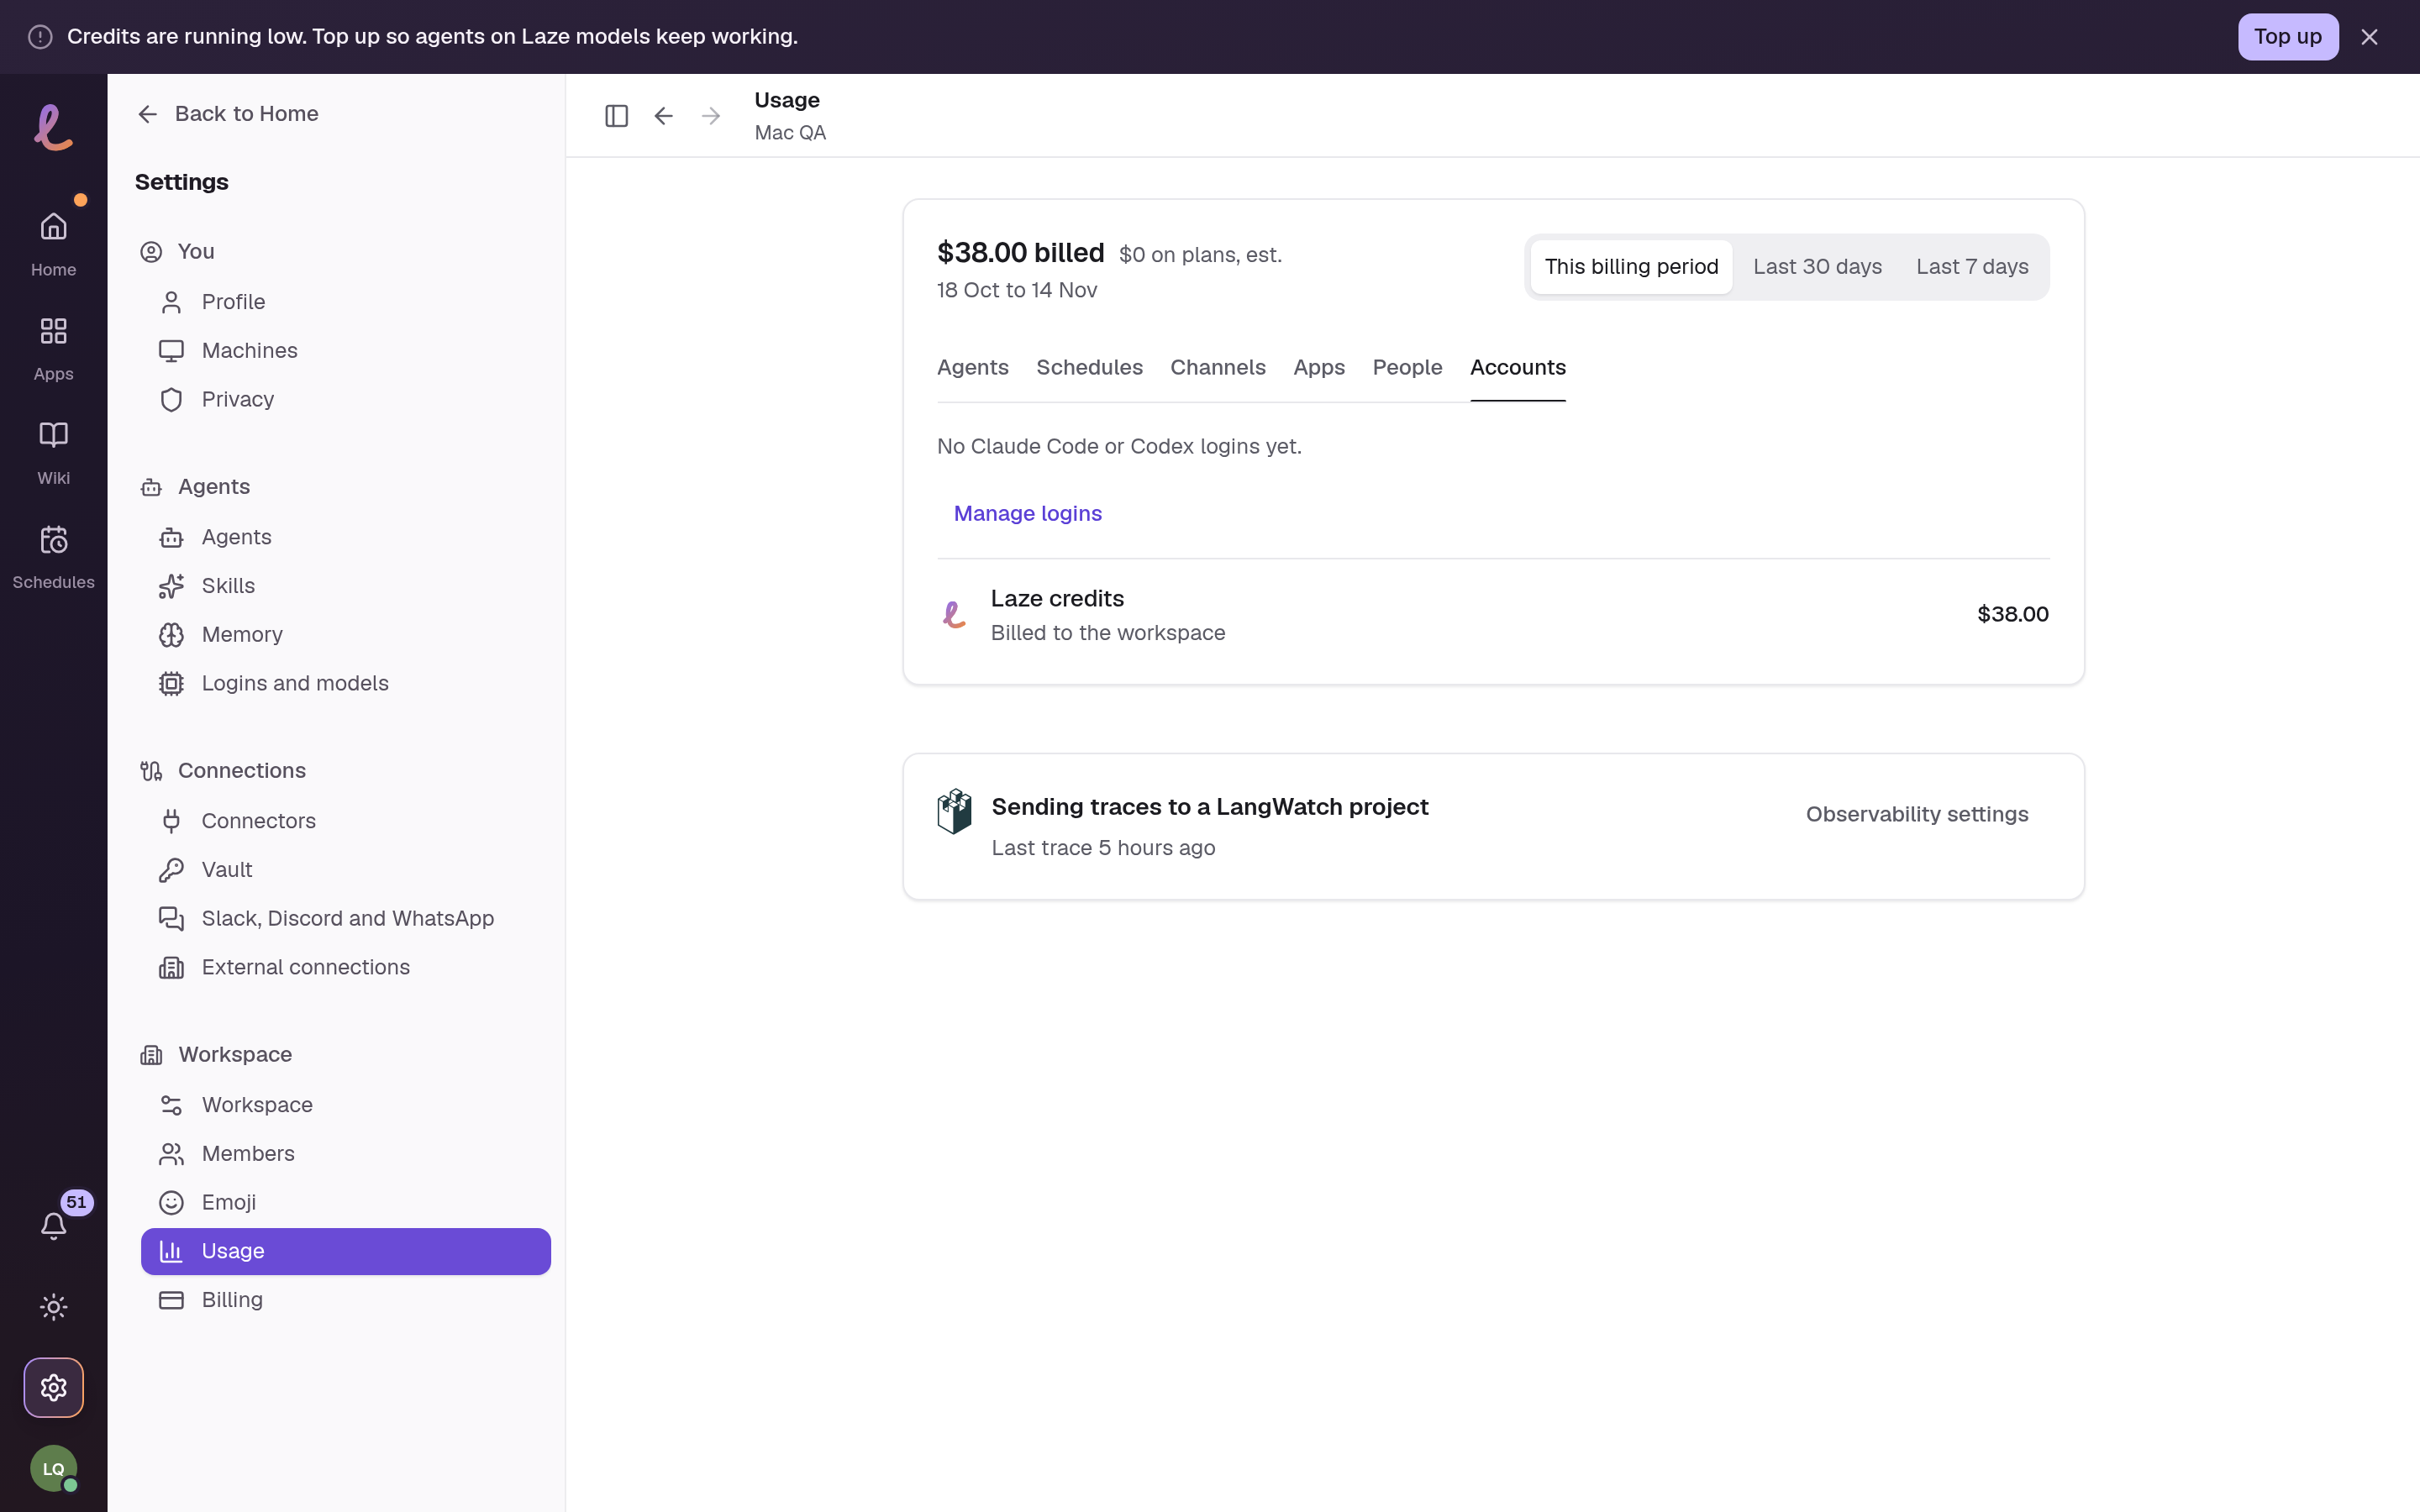 Credits are running low. Top up so agents on Laze models keep working.
Top up
Back to Home
Settings
Home
Apps
Wiki
Schedules
51
LQ
You
Profile
Machines
Privacy
Agents
Agents
Skills
Memory
Logins and models
Connections
Connectors
Vault
Slack, Discord and WhatsApp
External connections
Workspace
Workspace
Members
Emoji
Usage
Billing
Usage
Mac QA
$38.00 billed $0 on plans, est.
18 Oct to 14 Nov
This billing period Last 30 days Last 7 days
Agents Schedules Channels Apps People Accounts
No Claude Code or Codex logins yet.
Manage logins
Laze credits
Billed to the workspace
$38.00
Sending traces to a LangWatch project
Last trace 5 hours ago
Observability settings